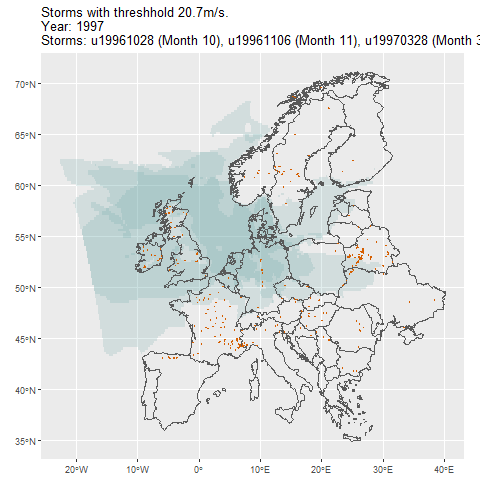 Storms with threshhold 20.7m/s.
Year: 1997
Storms: u19961028 (Month 10), u19961106 (Month 11), u19970328 (Month 3
70°N
65°N
60°N
55°N
50°N
45°N
40°N
35°N
20°W
10°W
0°
10°E
20°E
30°E
40°E